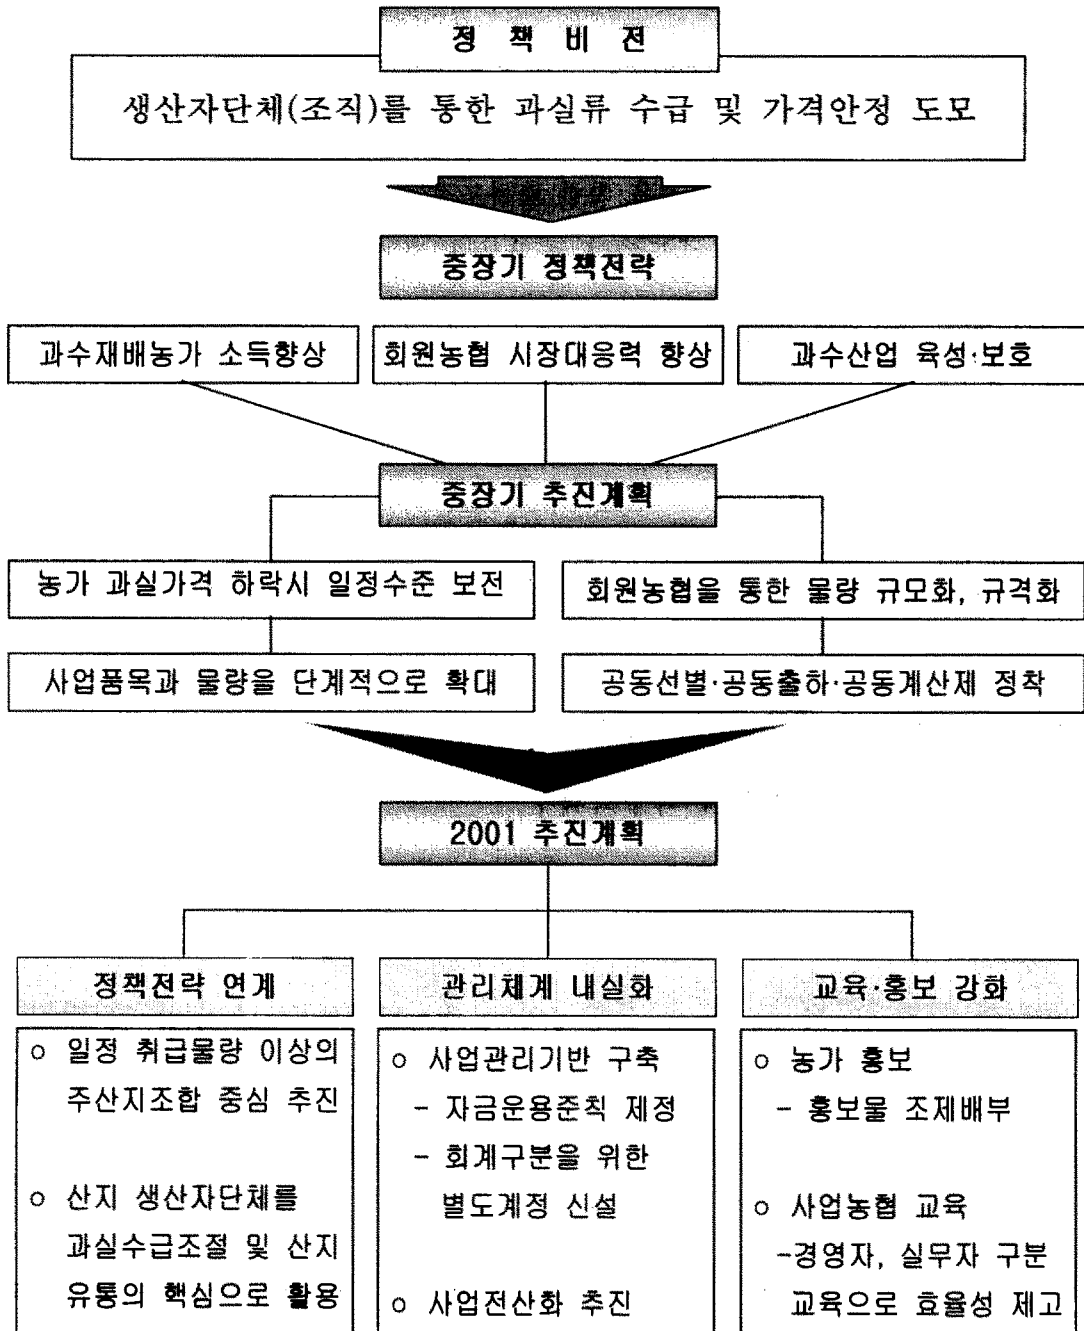 정 책 비 전
생산자단체(조직)를 통한 과실류 수급 및 가격안정 도모
중장기 정책전략
과수재배농가 소득향상
회원농협 시장대응력 향상
과수산업 육성·보호
중장기 추진계획
농가 과실가격 하락시 일정수준 보전
회원농협을 통한 물량 규모화, 규격화
사업품목과 물량을 단계적으로 확대
공동선별·공동출하·공동계산제 정착
2001 추진계획
정책전략 연계
o 일정 취급물량 이상의
주산지조합 중심 추진
o 산지 생산자단체를
과실수급조절 및 산지
유통의 핵심으로 활용
관리체계 내실화
o 사업관리기반 구축
- 자금운용준칙 제정
- 회계구분을 위한
별도계정 신설
o 사업전산화 추진
교육·홍보 강화
o 농가 홍보
- 홍보물 조제배부
o 사업농협 교육
-경영자, 실무자 구분
교육으로 효율성 제고